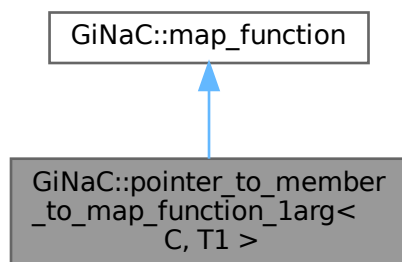 GiNaC::map_function
GiNaC::pointer_to_member
_to_map_function_1arg<
C, T1 >